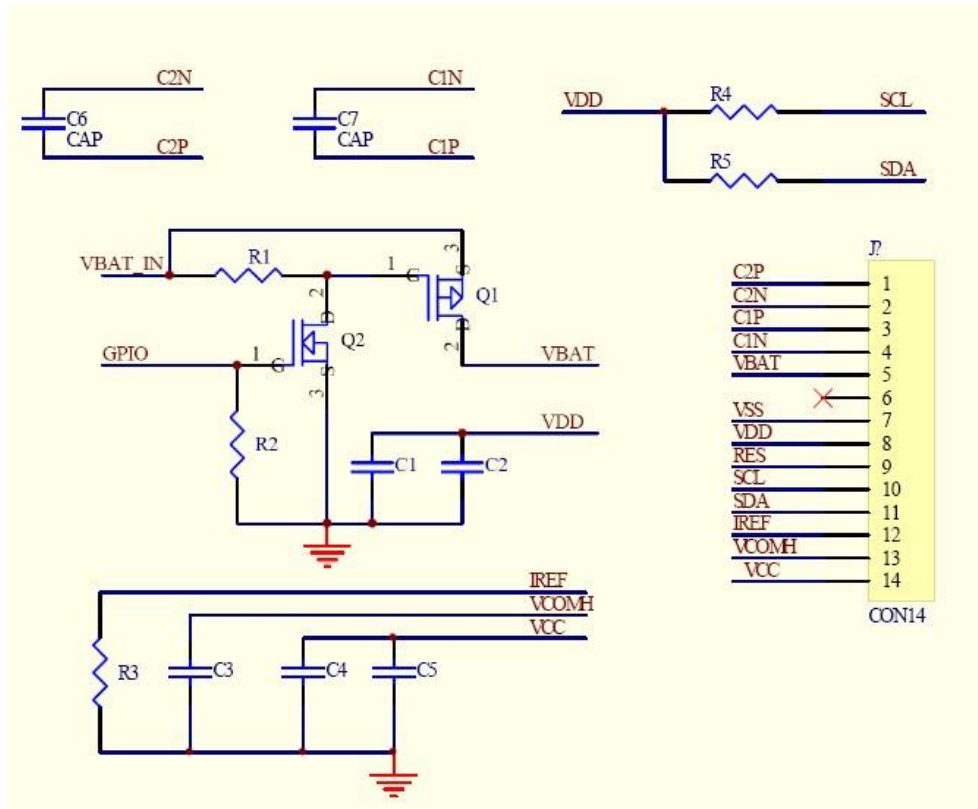 C2N
C6
CAP
C2P
C1N
C7
CAP
C1P
VDD
R4
SCL
R5
SDA
VBAT_IN
R1
1
G
3
S
Q1
D
2
VBAT
2
D
Q2
GPIO
1
G
S
3
R2
VDD
C1
C2
J?
C2P 1
C2N 2
C1P 3
C1N 4
VBAT 5
6
VSS 7
VDD 8
RES 9
SCL 10
SDA 11
IREF 12
VCOMH 13
VCC 14
CON14
IREF
VCOMH
VCC
R3
C3
C4
C5